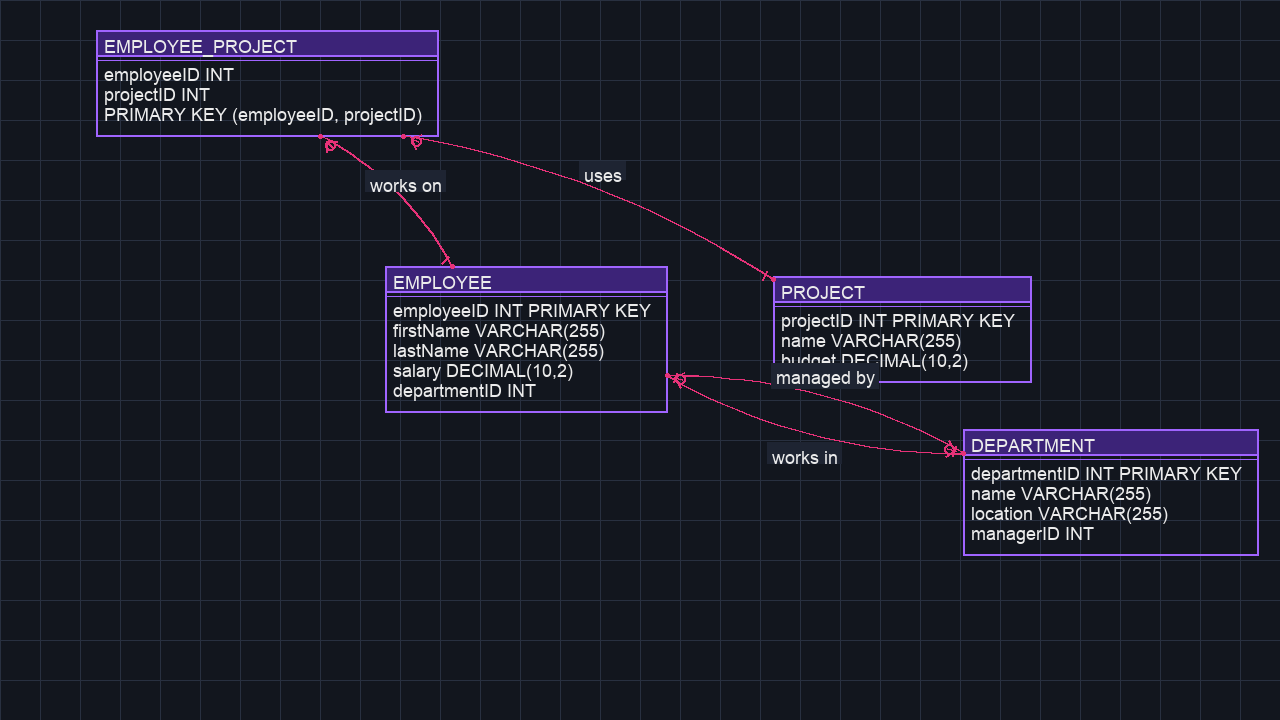 EMPLOYEE_PROJECT
employeeID INT
projectID INT
PRIMARY KEY (employeeID, projectID)
uses
works on
EMPLOYEE
employeeID INT PRIMARY KEY
firstName VARCHAR(255)
lastName VARCHAR(255)
salary DECIMAL(10,2)
departmentID INT
PROJECT
projectID INT PRIMARY KEY
name VARCHAR(255)
budget DECIMAL(10,2)
managed by
works in
DEPARTMENT
departmentID INT PRIMARY KEY
name VARCHAR(255)
location VARCHAR(255)
managerID INT